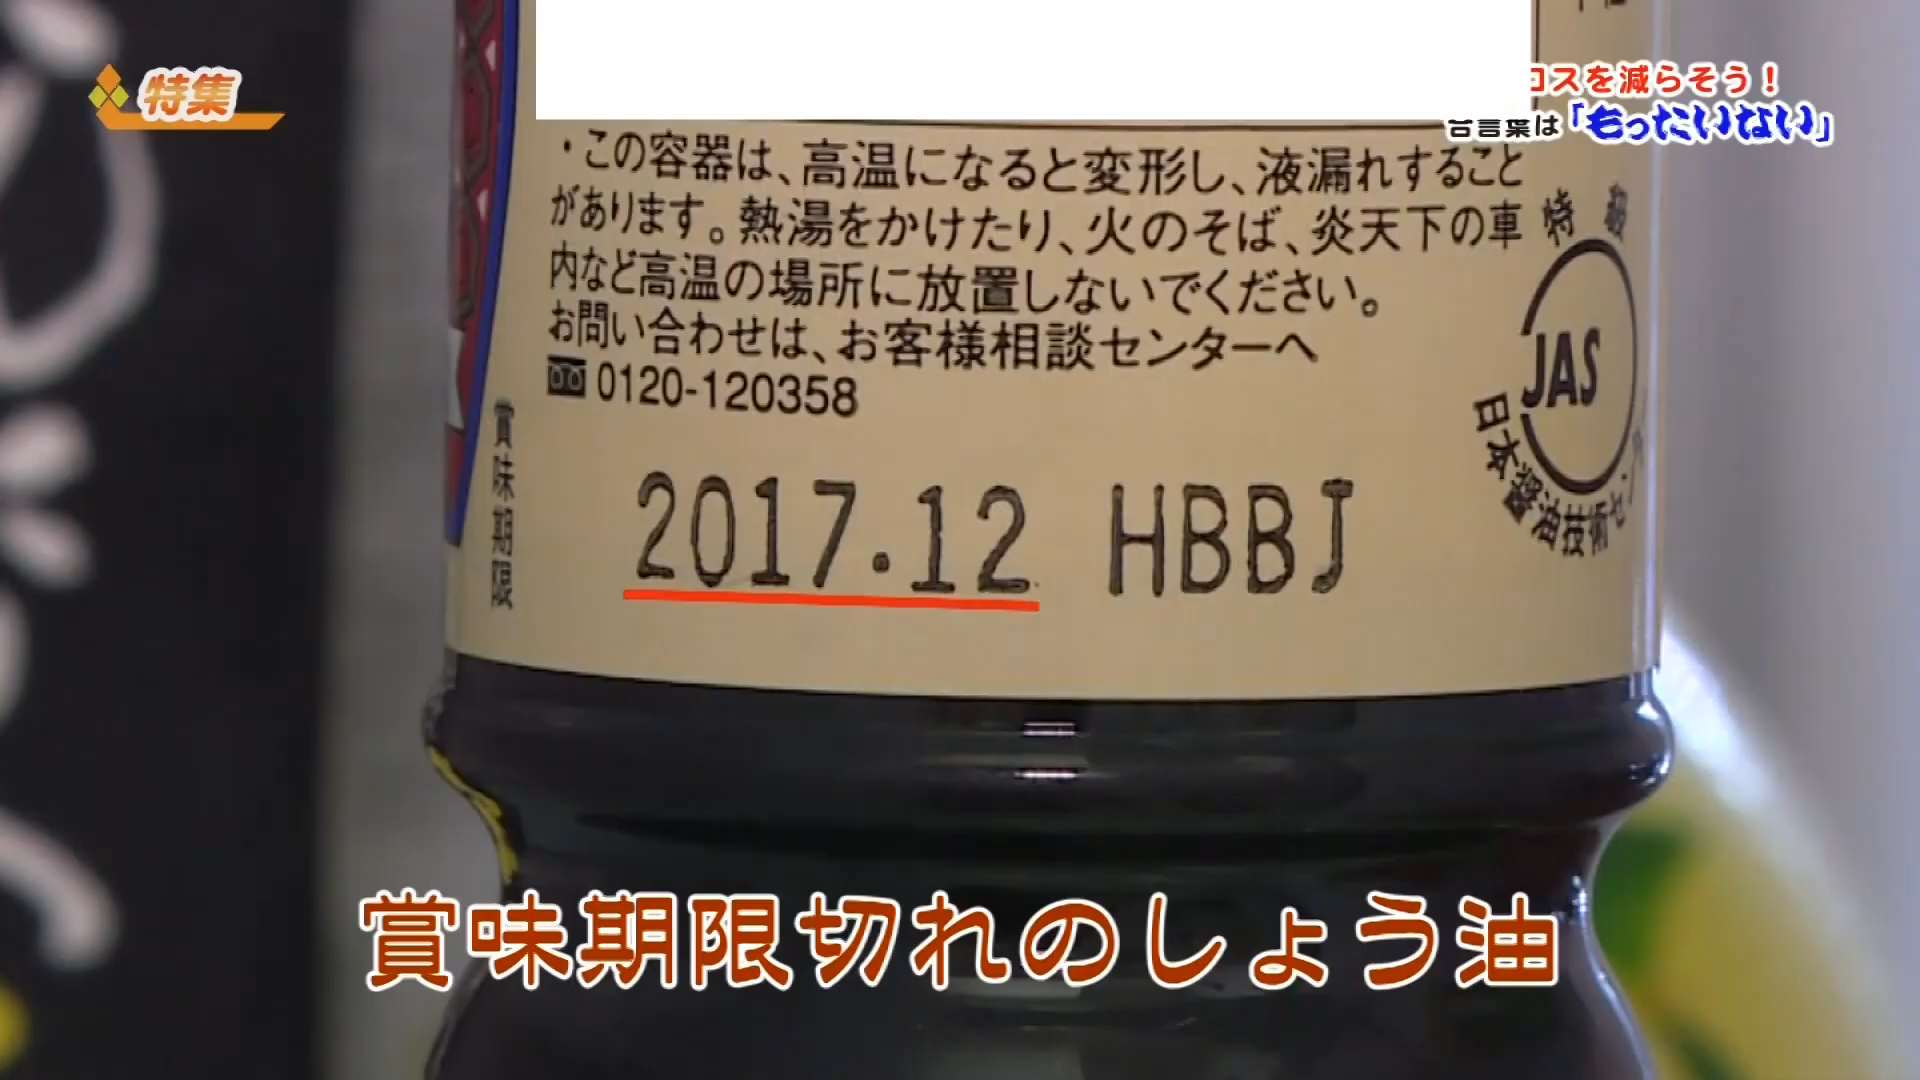 特集
ロスを減らそう！
合言葉は「もったいない」
・この容器は、高温になると変形し、液漏れすること
があります。熱湯をかけたり、火のそば、炎天下の車
内など高温の場所に放置しないでください。
お問い合わせは、お客様相談センターへ
0120-120358
特級
JAS
日本醤油技術セン
賞味期限
2017.12 HBBJ
賞味期限切れのしょう油